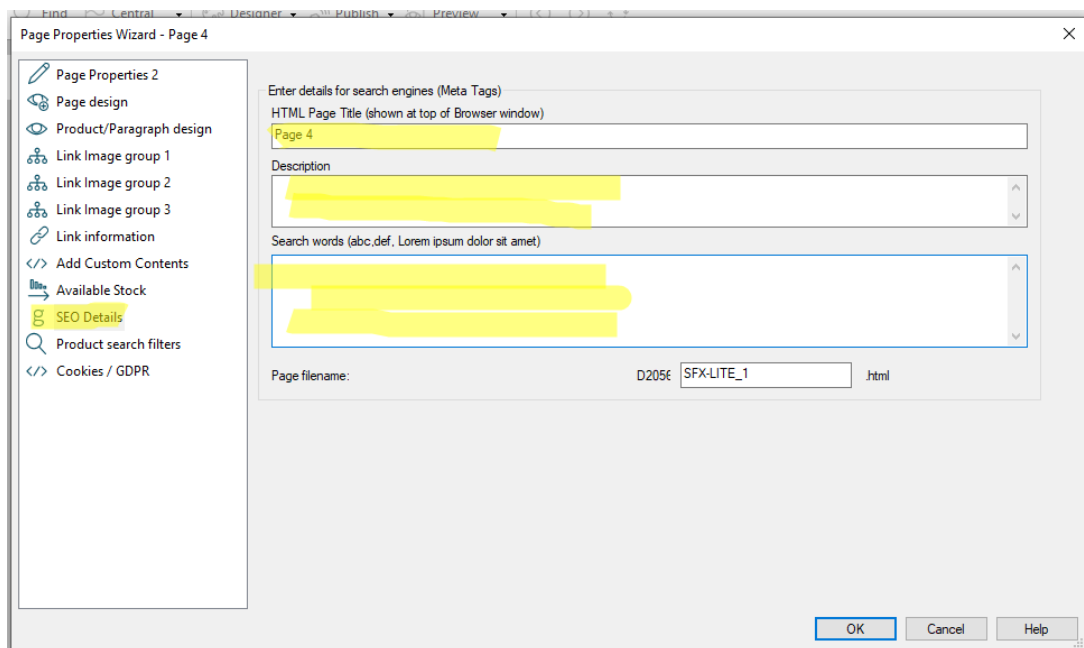 Find Central Designer Publish Preview
Page Properties Wizard - Page 4
Page Properties 2
Page design
Product/Paragraph design
Link Image group 1
Link Image group 2
Link Image group 3
Link information
</> Add Custom Contents
Available Stock
g SEO Details
Product search filters
</> Cookies / GDPR
Enter details for search engines (Meta Tags)
HTML Page Title (shown at top of Browser window)
Page 4
Description
Search words (abc,def, Lorem ipsum dolor sit amet)
Page filename: D2056 SFX-LITE_1 .html
OK Cancel Help